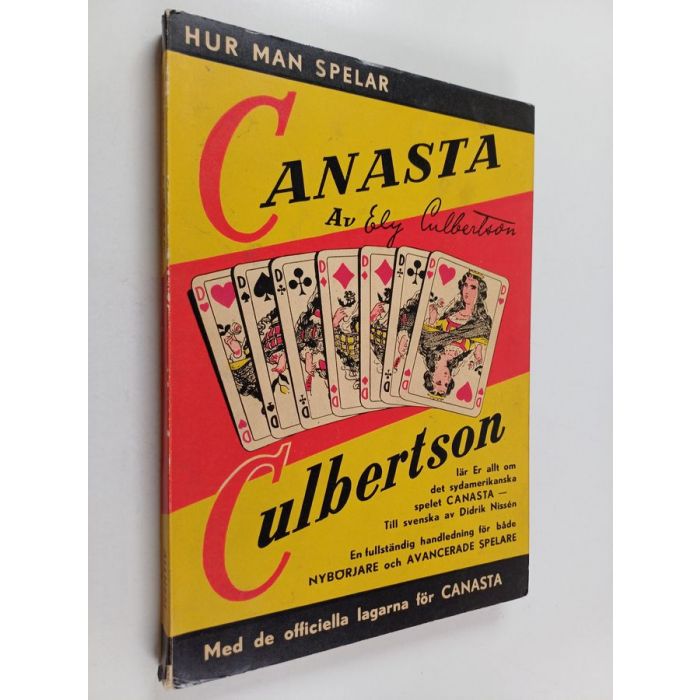 HUR MAN SPELAR
CANASTA
Av Ely Culbertson
D D D D D D D
D D D D D D D
Culbertson
lär Er allt om
det sydamerikanska
spelet CANASTA —
Till svenska av Didrik Nissén
En fullständig handledning för både
NYBÖRJARE och AVANCERADE SPELARE
Med de officiella lagarna för CANASTA